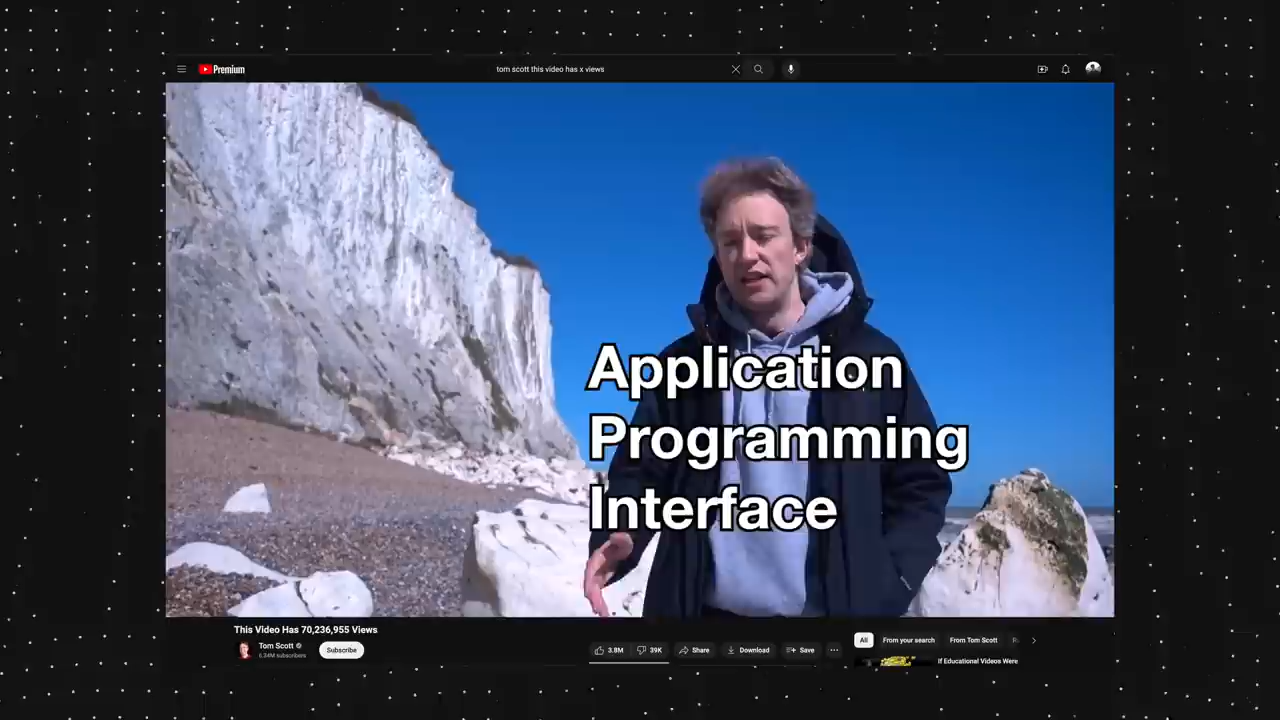 Premium
tom scott this video has x views
Application
Programming
Interface
This Video Has 70,236,955 Views
Tom Scott
6.34M subscribers
Subscribe
3.8M
39K
Share
Download
Save
All
From your search
From Tom Scott
If Educational Videos Were